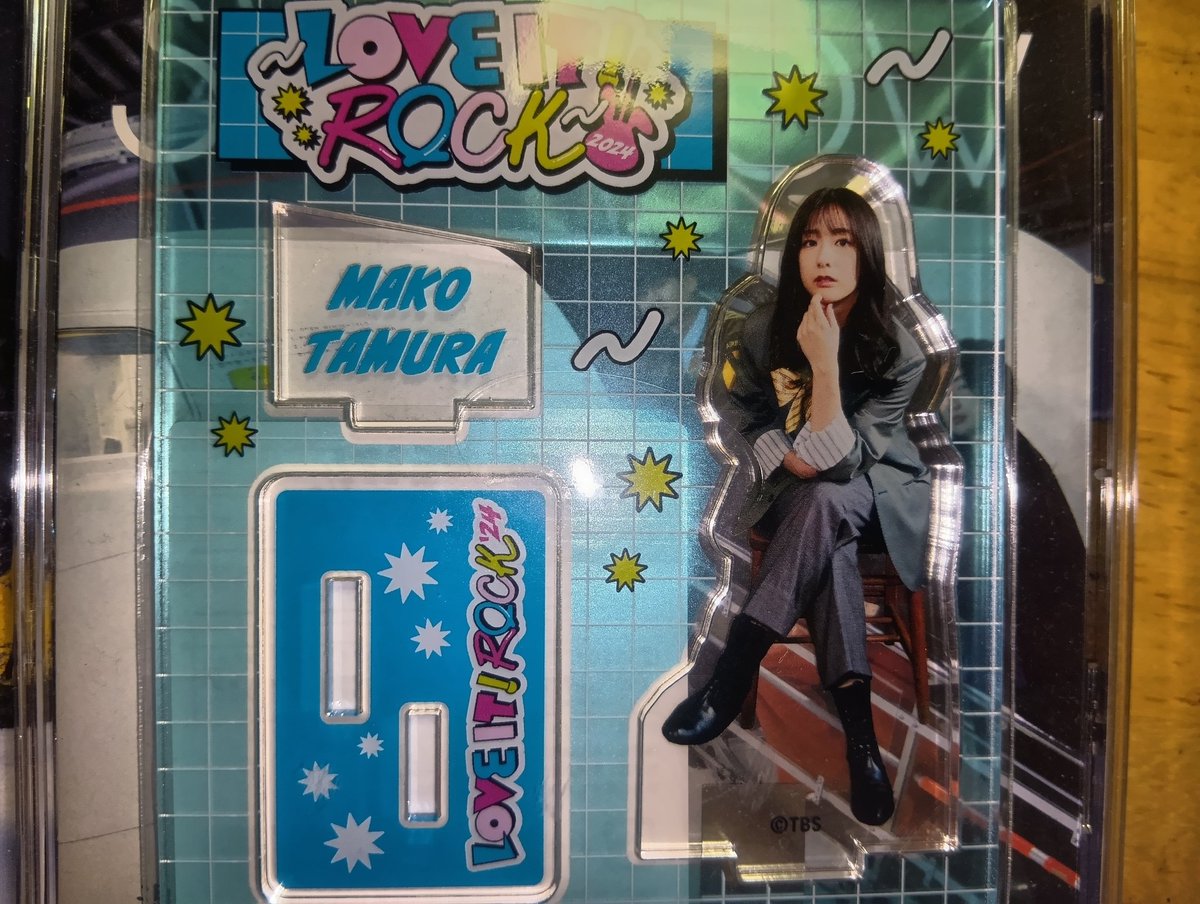 LOVE IT!
ROCK
2024
MAKO
TAMURA
LOVE IT! ROCK '24
©TBS